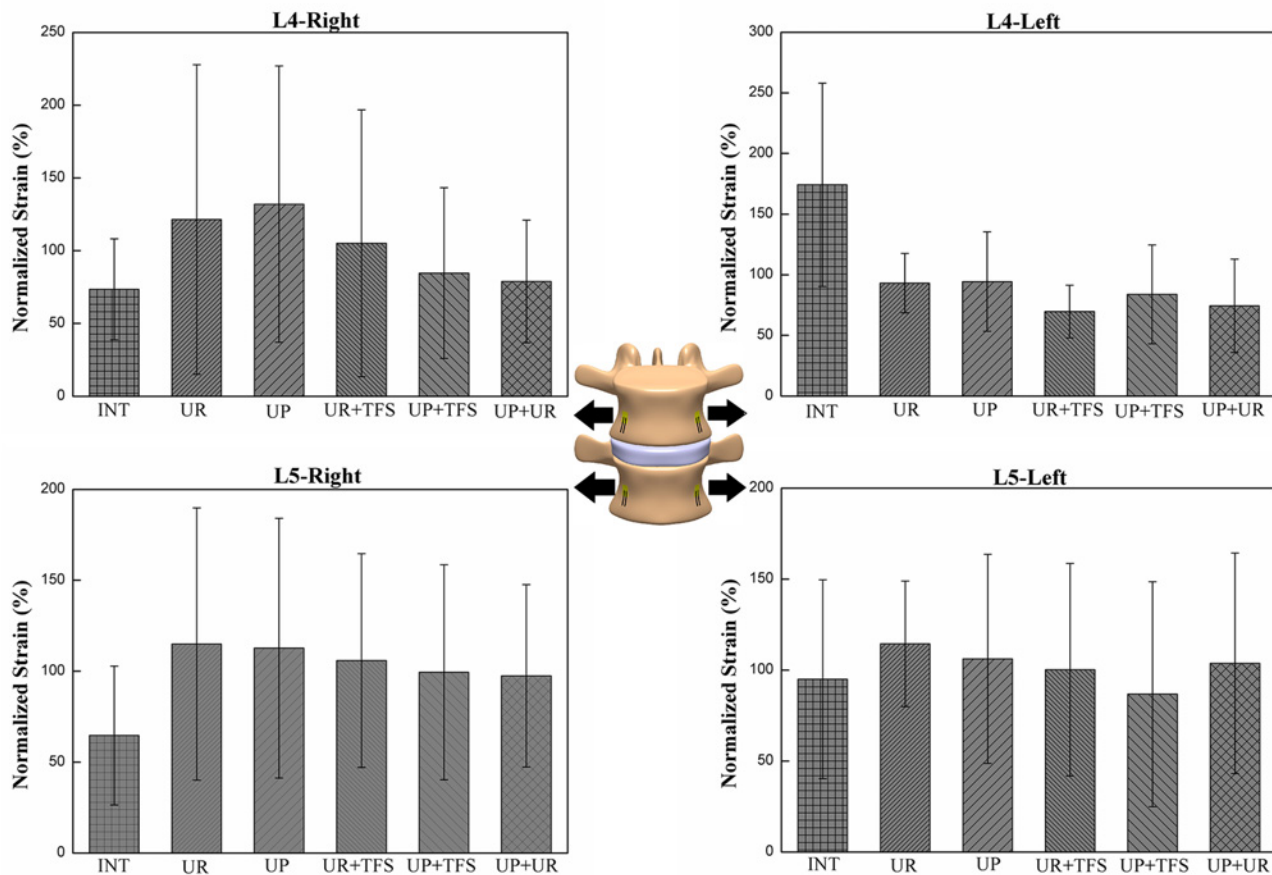 L4-Right
Normalized Strain (%)
250
200
150
100
50
0
INT UR UP UR+TFS UP+TFS UP+UR
L4-Left
Normalized Strain (%)
300
250
200
150
100
50
0
INT UR UP UR+TFS UP+TFS UP+UR
L5-Right
Normalized Strain (%)
200
150
100
50
0
INT UR UP UR+TFS UP+TFS UP+UR
L5-Left
Normalized Strain (%)
200
150
100
50
0
INT UR UP UR+TFS UP+TFS UP+UR